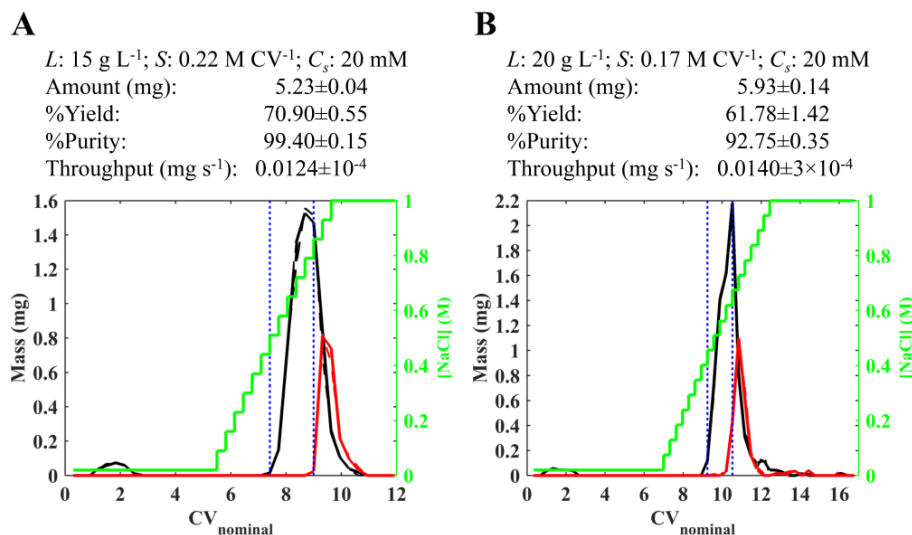 A
L: 15 g L⁻¹; S: 0.22 M CV⁻¹; Cₛ: 20 mM
Amount (mg): 5.23±0.04
%Yield: 70.90±0.55
%Purity: 99.40±0.15
Throughput (mg s⁻¹): 0.0124±10⁻⁴
1.6
1.4
1.2
1
0.8
0.6
0.4
0.2
0
Mass (mg)
0
2
4
6
8
10
12
CVnominal
1
0.8
0.6
0.4
0.2
0
[NaCl] (M)
B
L: 20 g L⁻¹; S: 0.17 M CV⁻¹; Cₛ: 20 mM
Amount (mg): 5.93±0.14
%Yield: 61.78±1.42
%Purity: 92.75±0.35
Throughput (mg s⁻¹): 0.0140±3×10⁻⁴
2.2
2
1.8
1.6
1.4
1.2
1
0.8
0.6
0.4
0.2
0
Mass (mg)
0
2
4
6
8
10
12
14
16
CVnominal
1
0.8
0.6
0.4
0.2
0
[NaCl] (M)